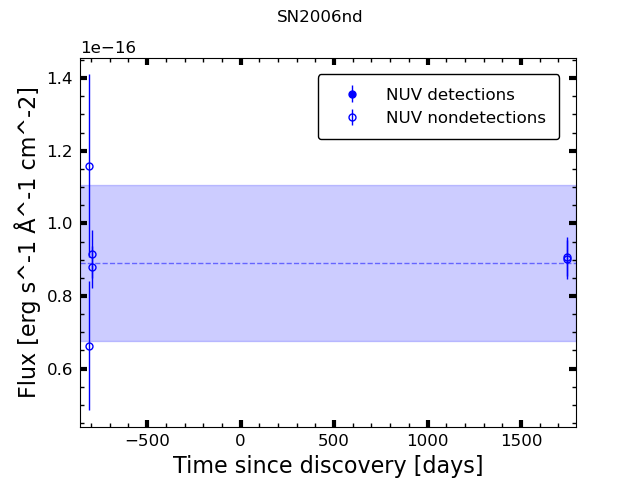 SN2006nd
1e−16
1.4
1.2
1.0
0.8
0.6
Flux [erg s^-1 Å^-1 cm^-2]
NUV detections
NUV nondetections
−500
0
500
1000
1500
Time since discovery [days]